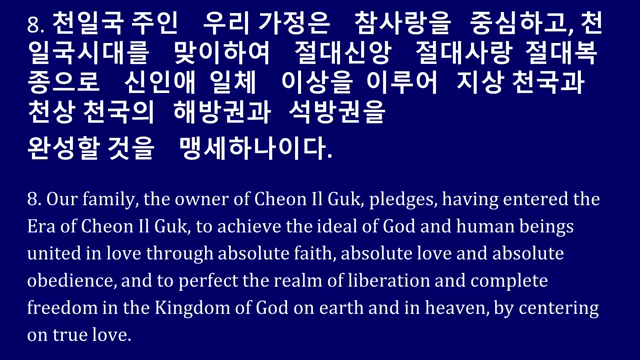 8. 천일국 주인 우리 가정은 참사랑을 중심하고, 천
일국시대를 맞이하여 절대신앙 절대사랑 절대복
종으로 신인애 일체 이상을 이루어 지상 천국과
천상 천국의 해방권과 석방권을
완성할 것을 맹세하나이다.
8. Our family, the owner of Cheon Il Guk, pledges, having entered the
Era of Cheon Il Guk, to achieve the ideal of God and human beings
united in love through absolute faith, absolute love and absolute
obedience, and to perfect the realm of liberation and complete
freedom in the Kingdom of God on earth and in heaven, by centering
on true love.